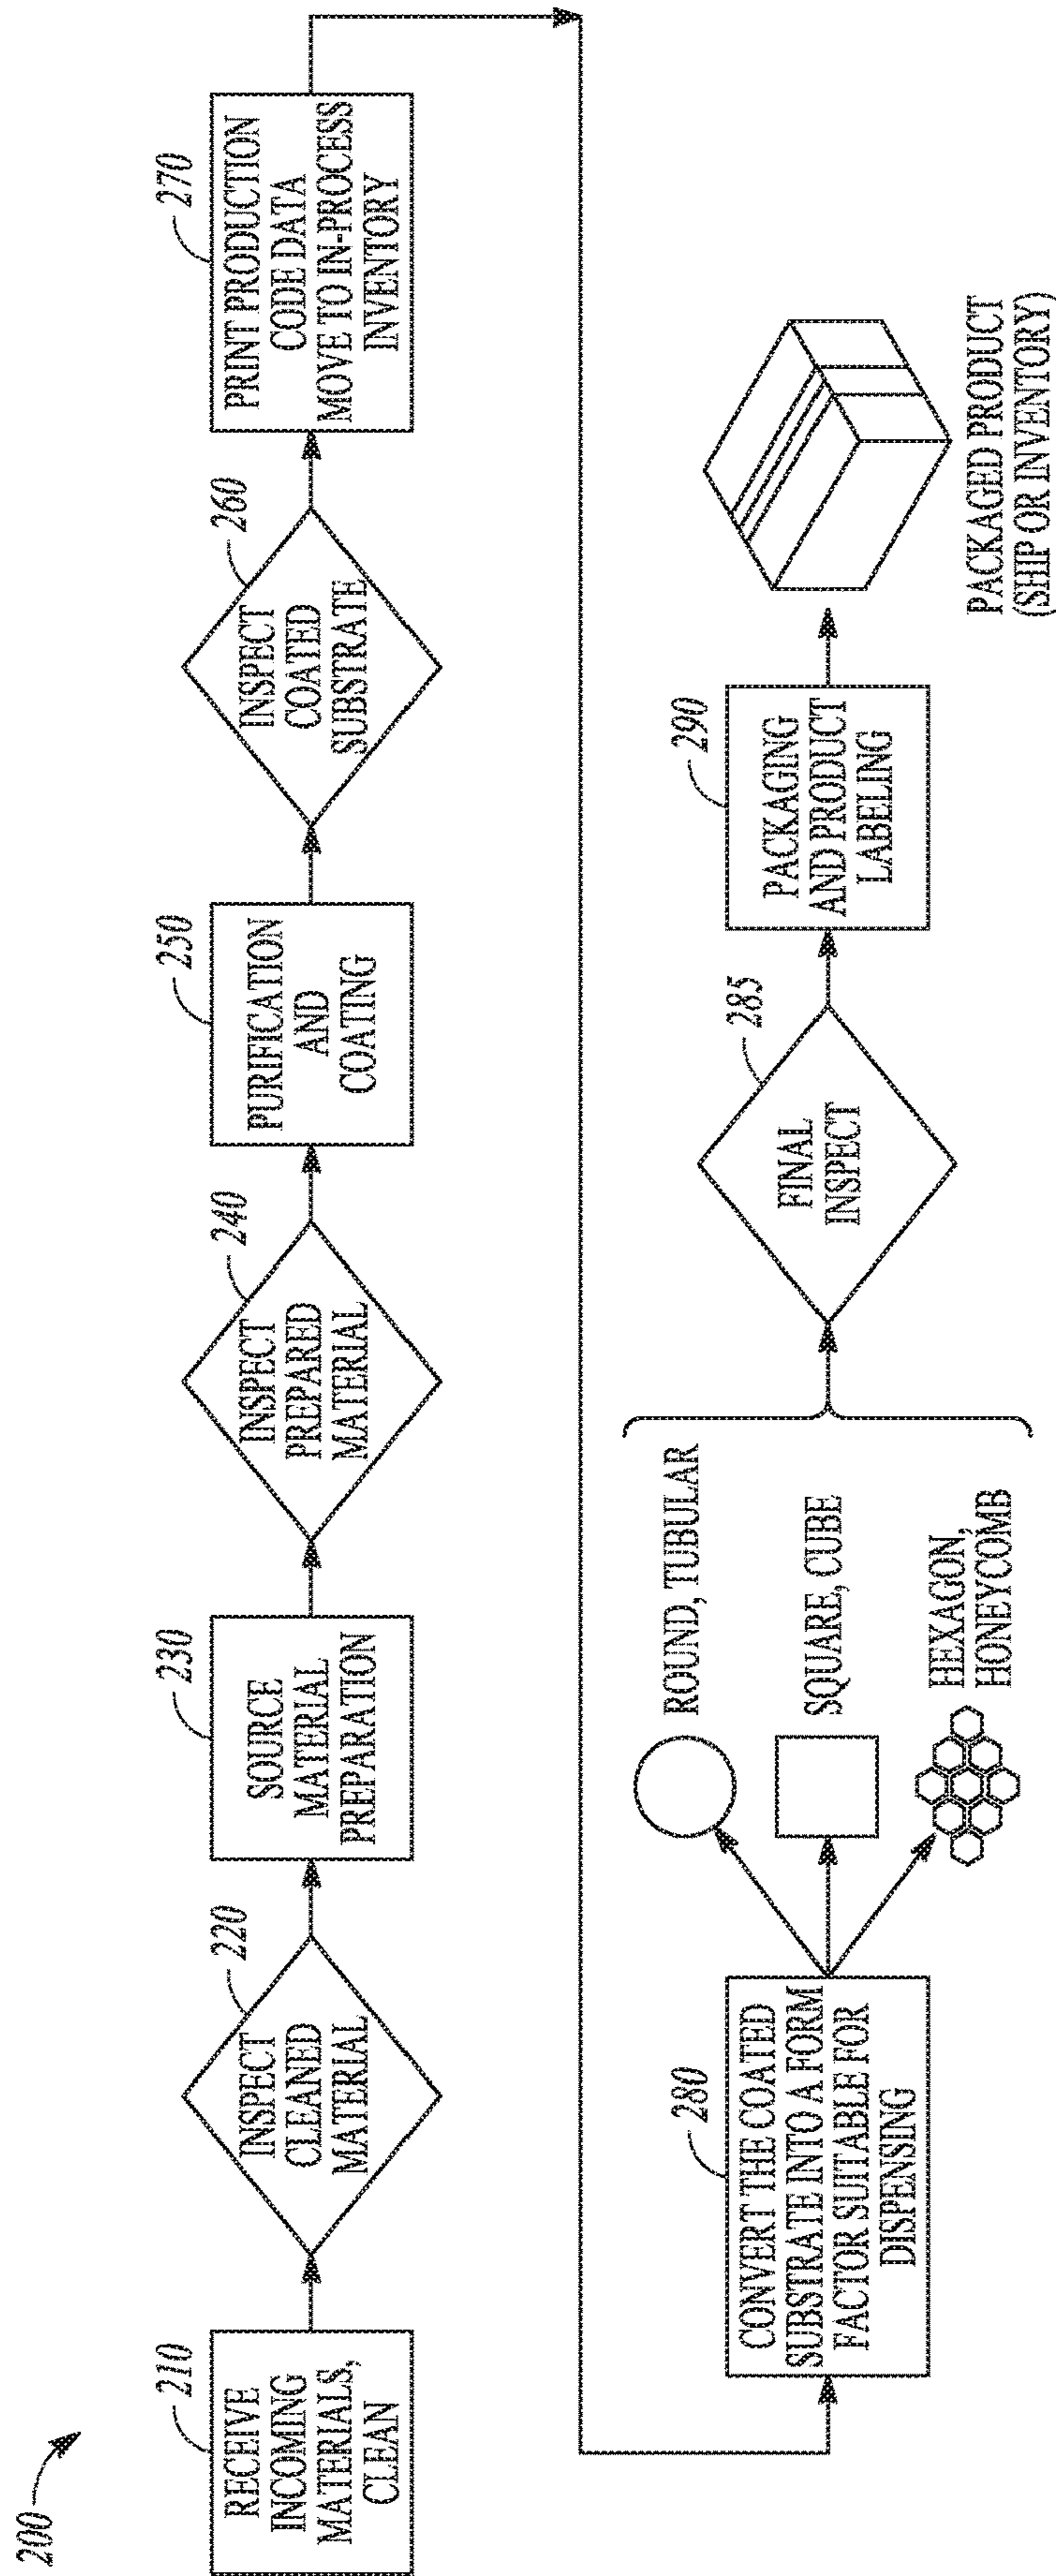 200
210
RECEIVE
INCOMING
MATERIALS,
CLEAN
220
INSPECT
CLEANED
MATERIAL
230
SOURCE
MATERIAL
PREPARATION
240
INSPECT
PREPARED
MATERIAL
250
PURIFICATION
AND
COATING
260
INSPECT
COATED
SUBSTRATE
270
PRINT PRODUCTION
CODE DATA
MOVE TO IN-PROCESS
INVENTORY
280
CONVERT THE COATED
SUBSTRATE INTO A FORM
FACTOR SUITABLE FOR
DISPENSING
ROUND, TUBULAR
SQUARE, CUBE
HEXAGON,
HONEYCOMB
285
FINAL
INSPECT
290
PACKAGING
AND PRODUCT
LABELING
PACKAGED PRODUCT
(SHIP OR INVENTORY)